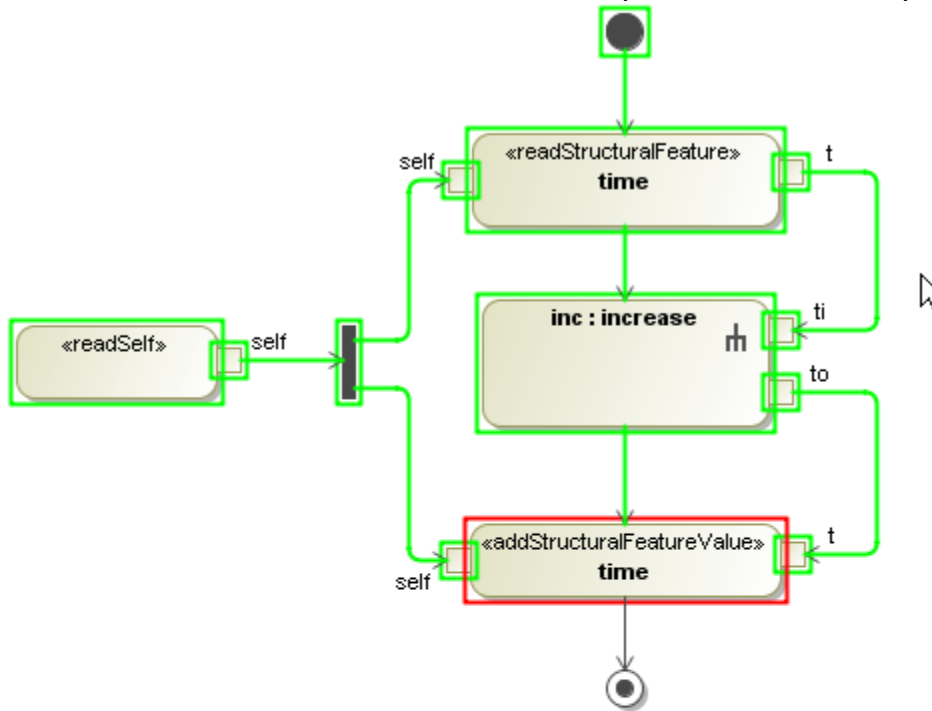 «readStructuralFeature»
time
self
t
inc : increase
ti
«readSelf»
self
to
«addStructuralFeatureValue»
time
t
self